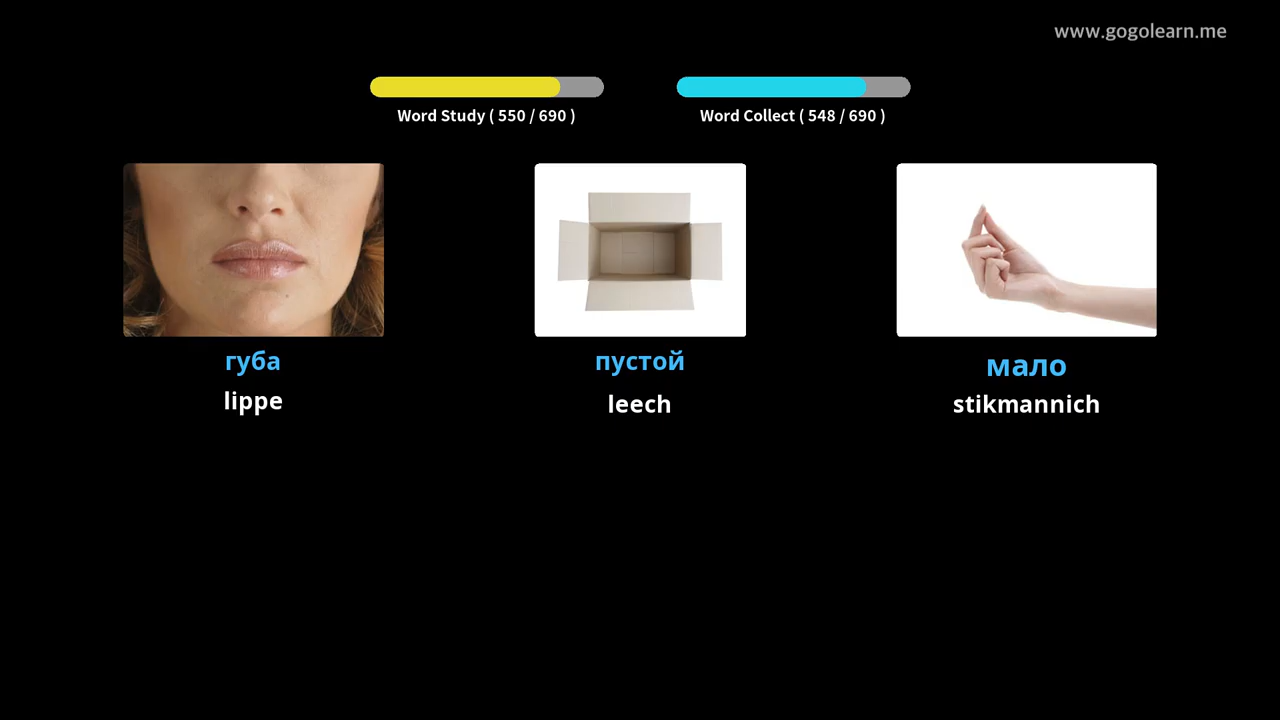 www.gogolearn.me
Word Study ( 550 / 690 )
Word Collect ( 548 / 690 )
губа
пустой
мало
lippe
leech
stikmannich